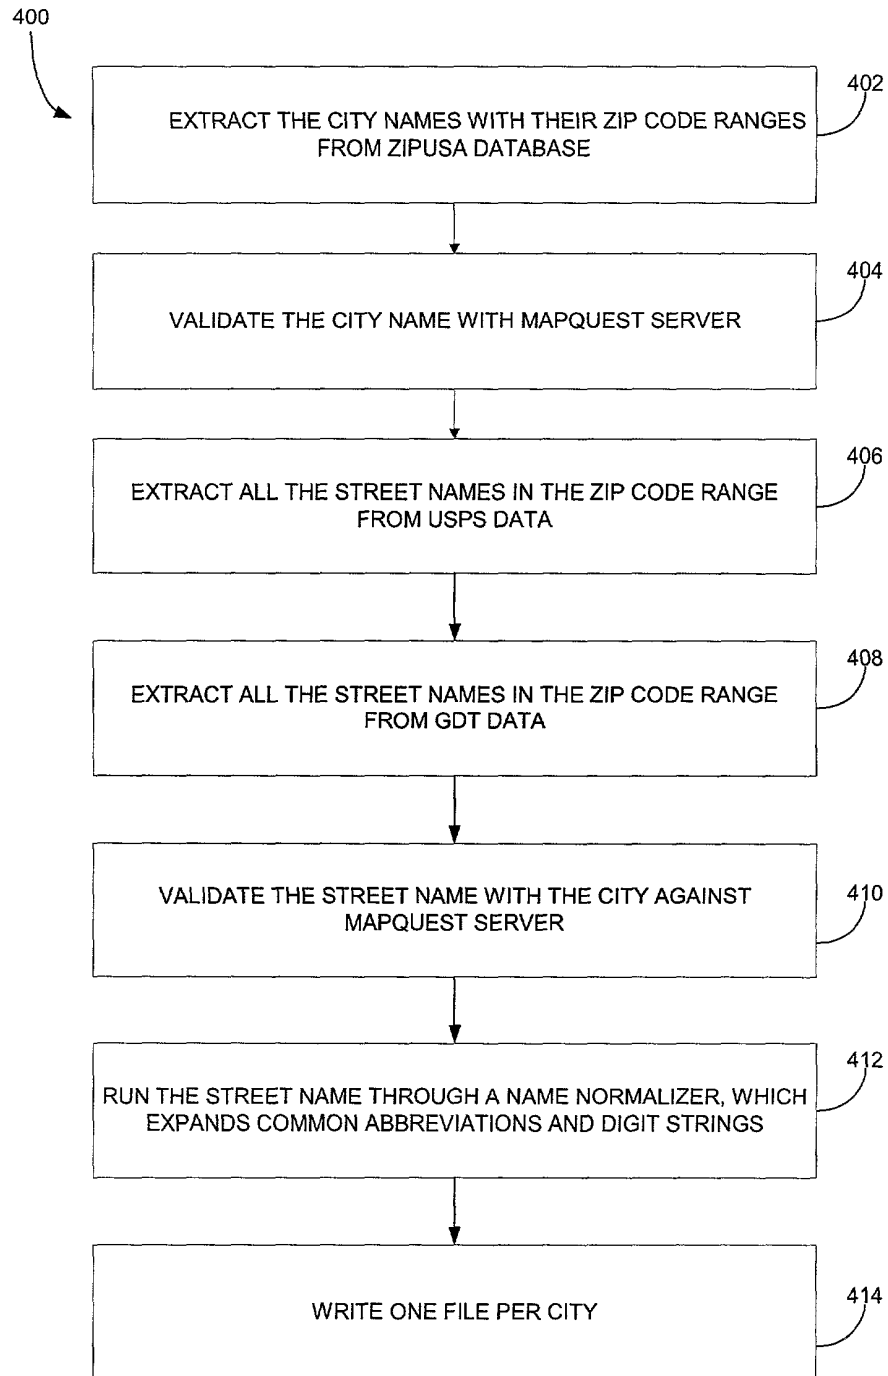 400
402
EXTRACT THE CITY NAMES WITH THEIR ZIP CODE RANGES
FROM ZIPUSA DATABASE
404
VALIDATE THE CITY NAME WITH MAPQUEST SERVER
406
EXTRACT ALL THE STREET NAMES IN THE ZIP CODE RANGE
FROM USPS DATA
408
EXTRACT ALL THE STREET NAMES IN THE ZIP CODE RANGE
FROM GDT DATA
410
VALIDATE THE STREET NAME WITH THE CITY AGAINST
MAPQUEST SERVER
412
RUN THE STREET NAME THROUGH A NAME NORMALIZER, WHICH
EXPANDS COMMON ABBREVIATIONS AND DIGIT STRINGS
414
WRITE ONE FILE PER CITY